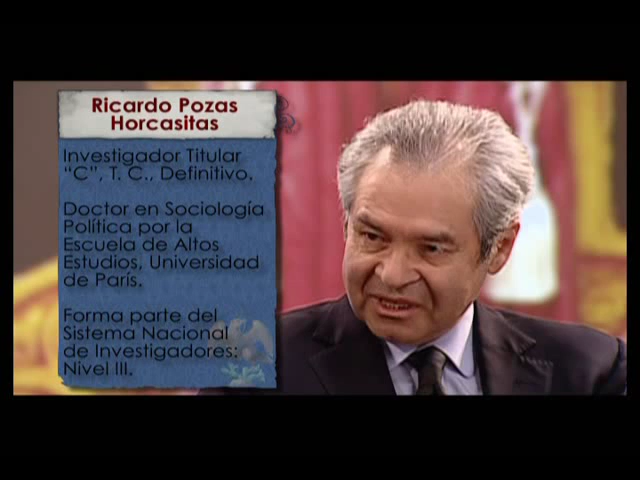 Ricardo Pozas
Horcasitas
Investigador Titular
“C”, T. C., Definitivo.
Doctor en Sociología
Política por la
Escuela de Altos
Estudios, Universidad
de París.
Forma parte del
Sistema Nacional
de Investigadores:
Nivel III.